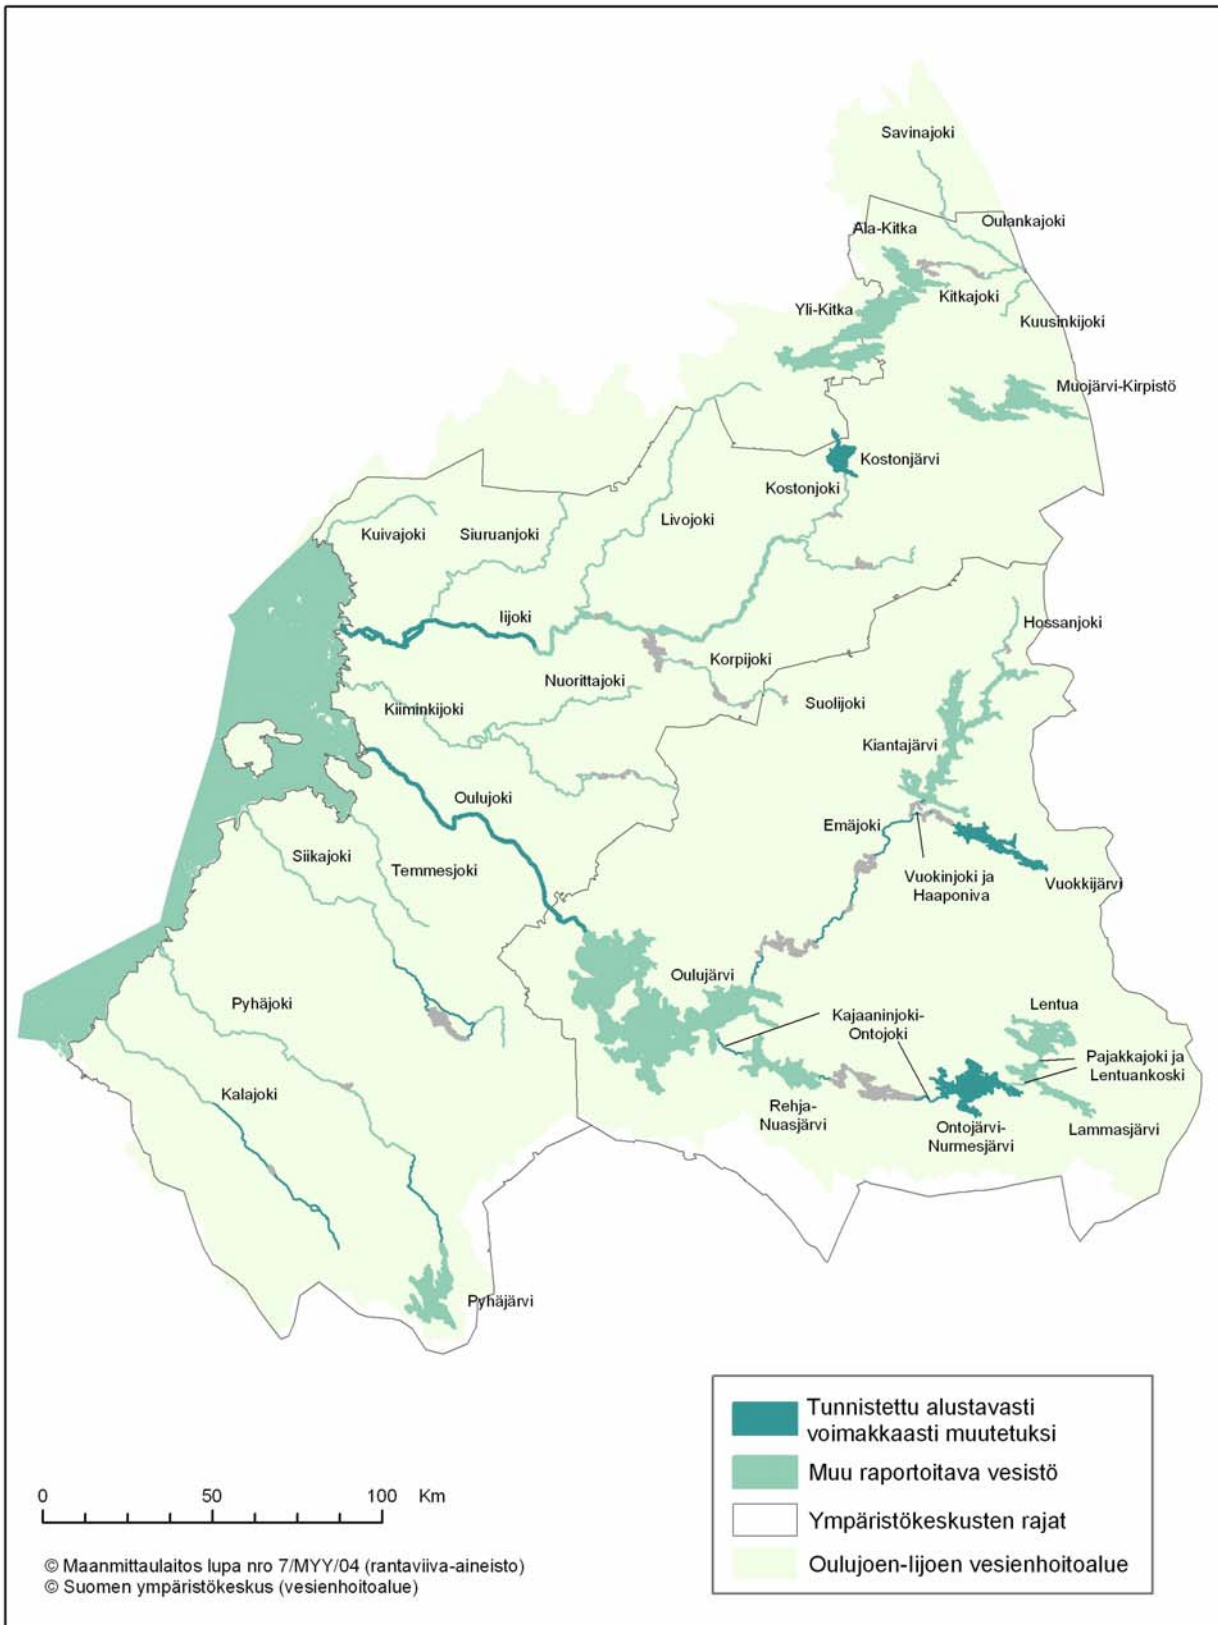 Savinajoki
Oulankajoki
Ala-Kitka
Kitkajoki
Yli-Kitka
Kuusinkijoki
Muojärvi-Kirpistö
Kostonjärvi
Kostonjoki
Livojoki
Kuivajoki
Siuruanjoki
Iijoki
Hossanjoki
Korpijoki
Nuorittajoki
Suolijoki
Kiiminkijoki
Kiantajärvi
Oulujoki
Emäjoki
Siikajoki
Temmesjoki
Vuokinjoki ja
Haaponiva
Vuokkijärvi
Oulujärvi
Pyhäjoki
Kajaaninjoki-
Ontojoki
Lentua
Pajakkajoki ja
Lentuankoski
Kalajoki
Rehja-
Nuasjärvi
Ontojärvi-
Nurmesjärvi
Lammasjärvi
Pyhäjärvi
Tunnistettu alustavasti
voimakkaasti muutetuksi
Muu raportoitava vesistö
Ympäristökeskusten rajat
Oulujoen-Iijoen vesienhoitoalue
0 50 100 Km
© Maanmittaulaitos lupa nro 7/MYY/04 (rantaviiva-aineisto)
© Suomen ympäristökeskus (vesienhoitoalue)